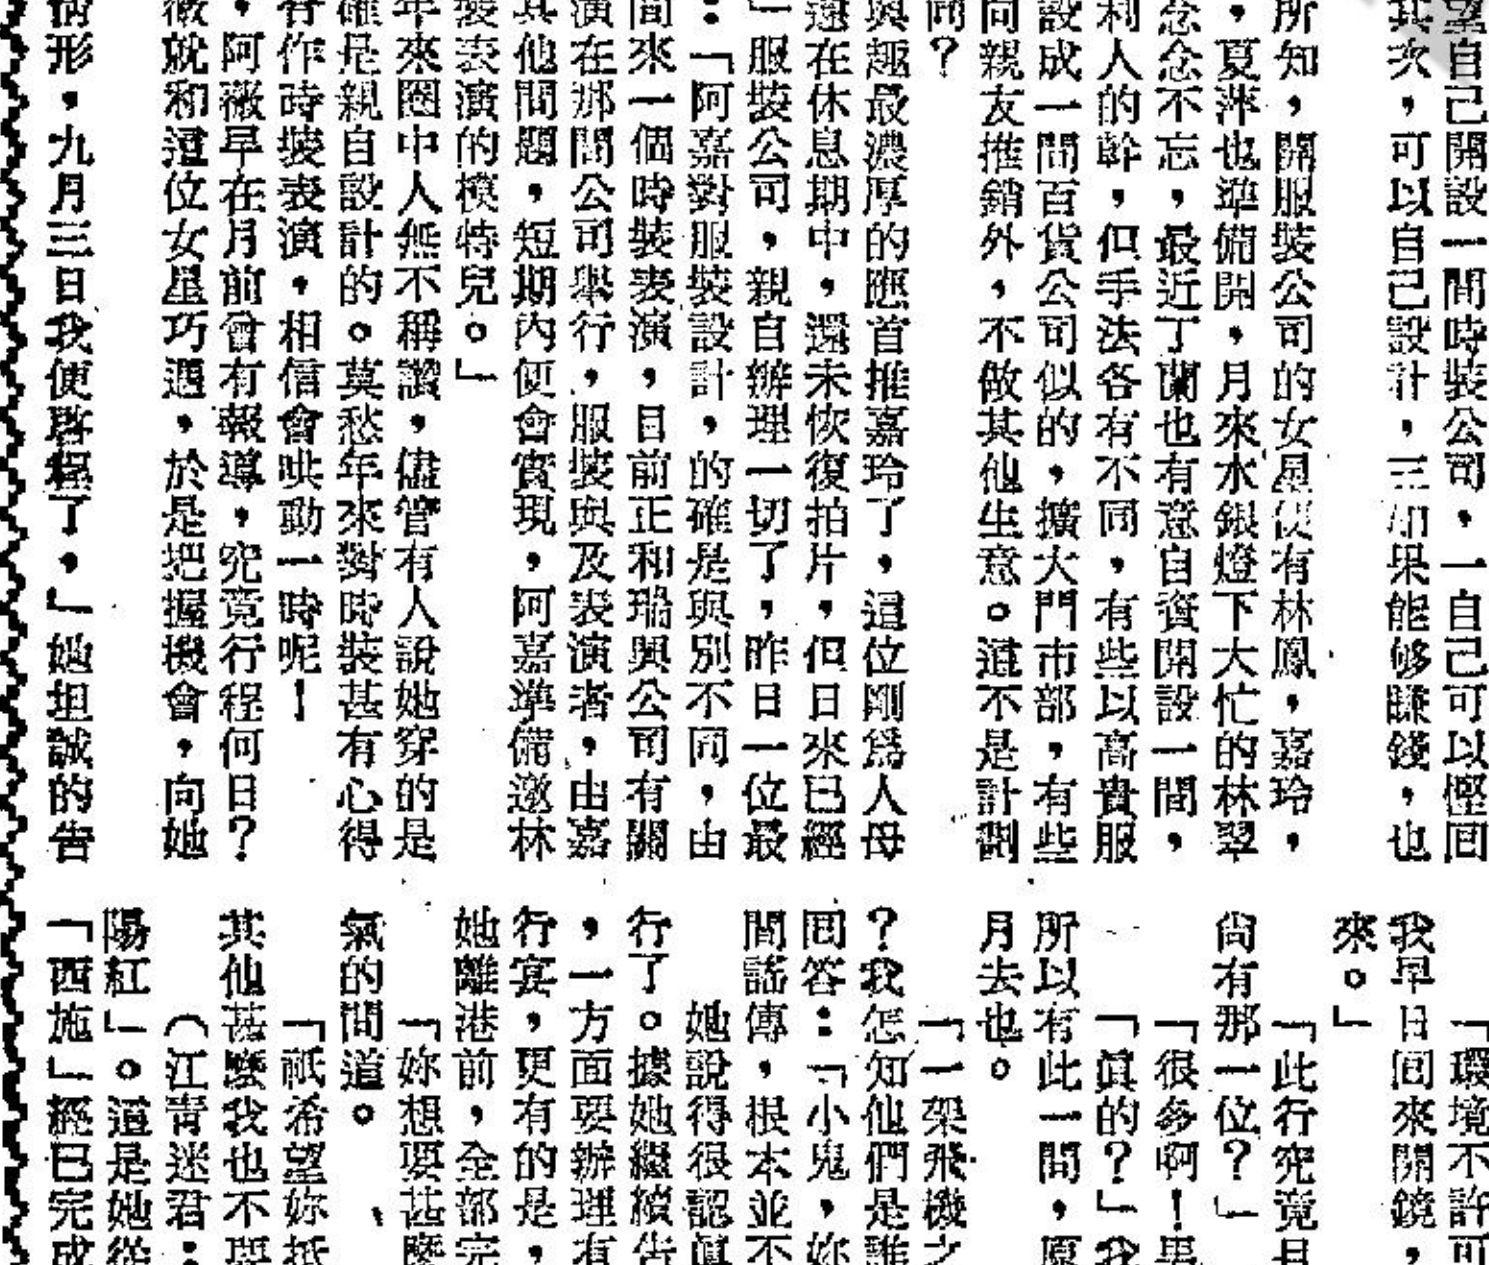 望自己開設一間時裝公司，一自己可以慳囘
其次，可以自己設計，三如果能够賺錢，也
所知，開服裝公司的女星便有林鳳，嘉玲，
，夏萍也準備開，月來水銀燈下大忙的林翠
念念不忘，最近丁蘭也有意自資開設一間，
利人的幹，但手法各有不同，有些以高貴服
設成一間百貨公司似的，擴大門市部，有些
向親友推銷外，不做其他生意。這不是計劃
同？
興趣最濃厚的應首推嘉玲了，這位剛爲人母
還在休息期中，還未恢復拍片，但日來已經
」服裝公司，親自辦理一切了，昨日一位最
：「阿嘉對服裝設計，的確是與別不同，由
間來一個時裝表演，目前正和瑞興公司有關
演在那間公司舉行，服裝與及表演者，由嘉
其他問題，短期內便會實現，阿嘉準備邀林
裝表演的模特兒。」
年來圈中人無不稱讚，儘管有人說她穿的是
確是親自設計的。莫愁年來對時裝甚有心得
作時裝表演，相信會哄動一時呢！
，阿薇早在月前曾有報導，究竟行程何日？
薇就和這位女星巧遇，於是把握機會，向她
情形，九月三日我便啓程了，」她坦誠的告
「環境不許可
我早日囘來開鏡，
來。」
「此行究竟且
尙有那一位？」
「很多啊！男
「眞的？」我
所以有此一問，原
月去也。
「一架飛機之
？我怎知他們是誰
囘答：「小鬼，妳
間謠傳，根本並不
她說得很認眞
行了。據她繼續告
，一方面要辦理有
行宴，更有的是，
她離港前，全部完
「妳想要甚麼
氣的問道。
「祇希望妳抵
其他甚麼我也不要
（江青迷君：
陽紅」。這是她從
「西施」經已完成